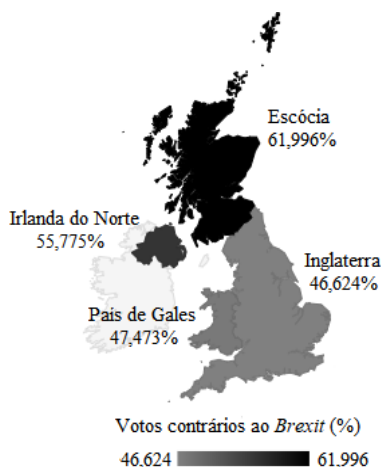 Escócia
61,996%
Irlanda do Norte
55,775%
Inglaterra
46,624%
País de Gales
47,473%
Votos contrários ao Brexit (%)
46.624 61.996